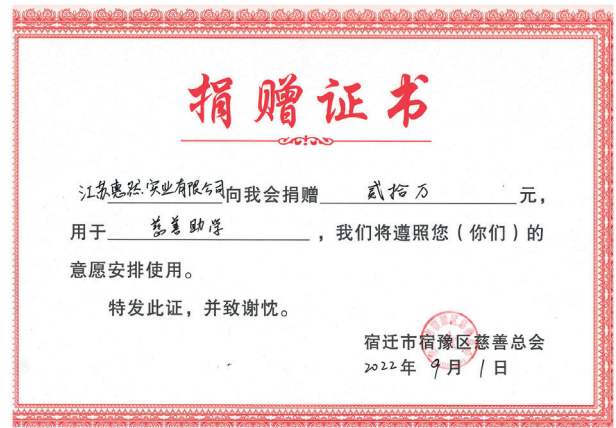 捐赠证书
江苏惠然实业有限公司向我会捐赠贰拾万元，
用于慈善助学，我们将遵照您（你们）的
意愿安排使用。
特发此证，并致谢忱。
宿迁市宿豫区慈善总会
2022年9月1日